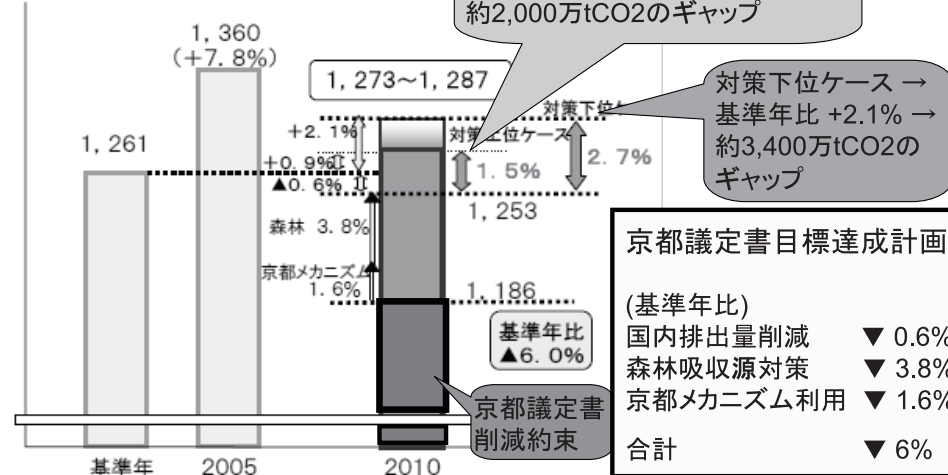 約2,000万tCO2のギャップ
1,360
(+7.8%)
1,273～1,287
対策下位ケース →
基準年比 +2.1% →
約3,400万tCO2の
ギャップ
対策下位
+2.1%
対策上位ケース
1,261
+0.9%
1.5%
2.7%
▲0.6%
1,253
森林 3.8%
京都メカニズム
1.6%
1,186
基準年比
▲6.0%
京都議定書
削減約束
京都議定書目標達成計画
(基準年比)
国内排出量削減 ▼ 0.6%
森林吸収源対策 ▼ 3.8%
京都メカニズム利用 ▼ 1.6%
合計 ▼ 6%
基準年 2005 2010